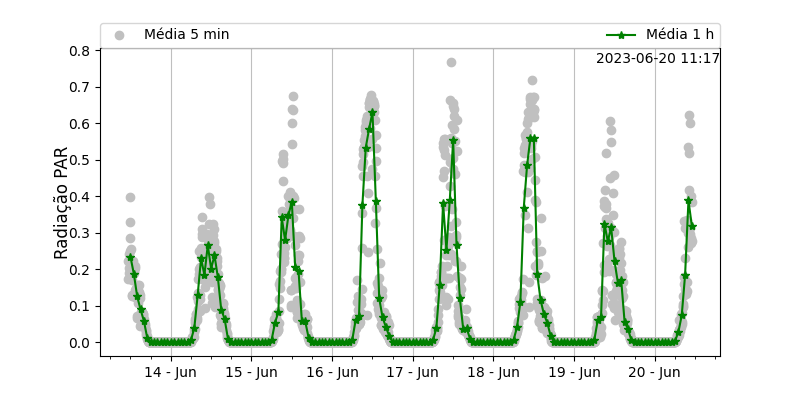 Média 5 min
Média 1 h
2023-06-20 11:17
Radiação PAR
0.8
0.7
0.6
0.5
0.4
0.3
0.2
0.1
0.0
14 - Jun
15 - Jun
16 - Jun
17 - Jun
18 - Jun
19 - Jun
20 - Jun